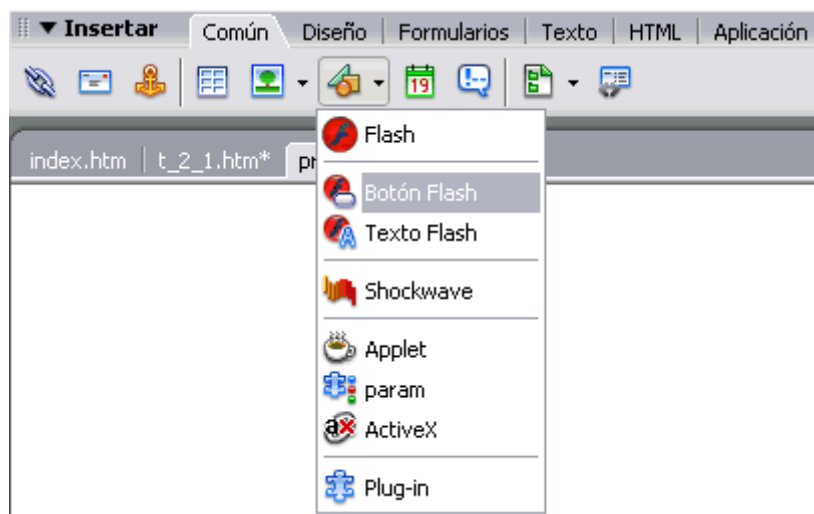 Insertar Común Diseño Formularios Texto HTML Aplicación
19
Flash
index.htm t_2_1.htm* pr
Botón Flash
Texto Flash
Shockwave
Applet
param
ActiveX
Plug-in